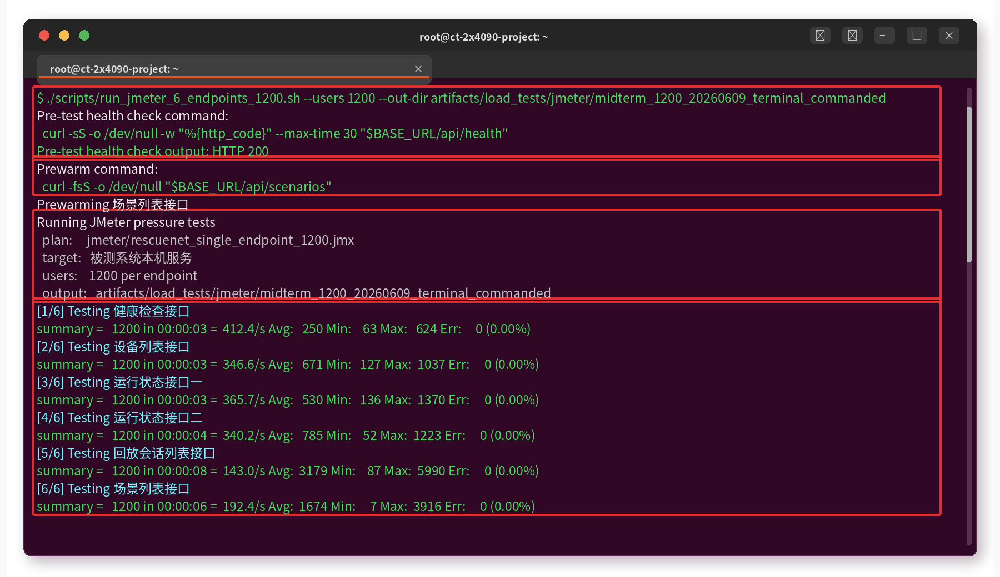 root@ct-2x4090-project: ~
root@ct-2x4090-project: ~
$ ./scripts/run_jmeter_6_endpoints_1200.sh --users 1200 --out-dir artifacts/load_tests/jmeter/midterm_1200_20260609_terminal_commanded
Pre-test health check command:
curl -sS -o /dev/null -w "%{http_code}" --max-time 30 "$BASE_URL/api/health"
Pre-test health check output: HTTP 200
Prewarm command:
curl -fsS -o /dev/null "$BASE_URL/api/scenarios"
Prewarming 场景列表接口
Running JMeter pressure tests
plan: jmeter/rescuenet_single_endpoint_1200.jmx
target: 被测系统本机服务
users: 1200 per endpoint
output: artifacts/load_tests/jmeter/midterm_1200_20260609_terminal_commanded
[1/6] Testing 健康检查接口
summary = 1200 in 00:00:03 = 412.4/s Avg: 250 Min: 63 Max: 624 Err: 0 (0.00%)
[2/6] Testing 设备列表接口
summary = 1200 in 00:00:03 = 346.6/s Avg: 671 Min: 127 Max: 1037 Err: 0 (0.00%)
[3/6] Testing 运行状态接口一
summary = 1200 in 00:00:03 = 365.7/s Avg: 530 Min: 136 Max: 1370 Err: 0 (0.00%)
[4/6] Testing 运行状态接口二
summary = 1200 in 00:00:04 = 340.2/s Avg: 785 Min: 52 Max: 1223 Err: 0 (0.00%)
[5/6] Testing 回放会话列表接口
summary = 1200 in 00:00:08 = 143.0/s Avg: 3179 Min: 87 Max: 5990 Err: 0 (0.00%)
[6/6] Testing 场景列表接口
summary = 1200 in 00:00:06 = 192.4/s Avg: 1674 Min: 7 Max: 3916 Err: 0 (0.00%)